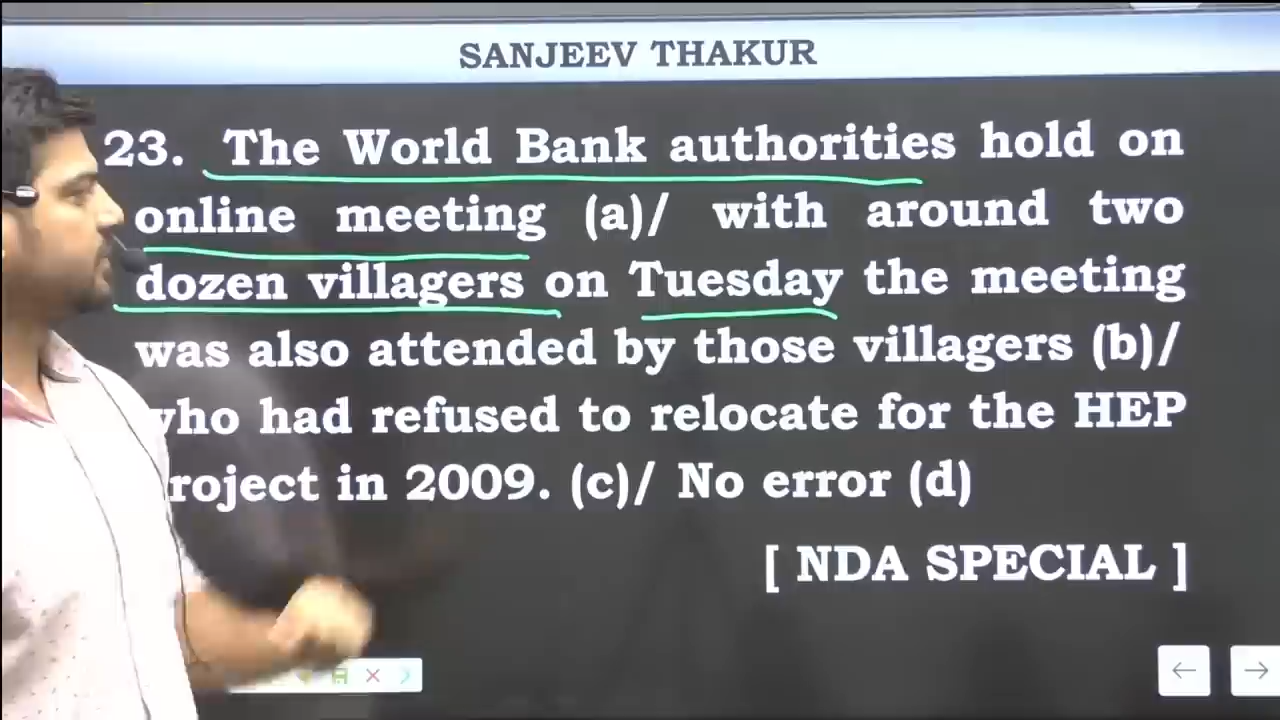 SANJEEV THAKUR
23. The World Bank authorities hold on
online meeting (a)/ with around two
dozen villagers on Tuesday the meeting
was also attended by those villagers (b)/
who had refused to relocate for the HEP
roject in 2009. (c)/ No error (d)
[ NDA SPECIAL ]